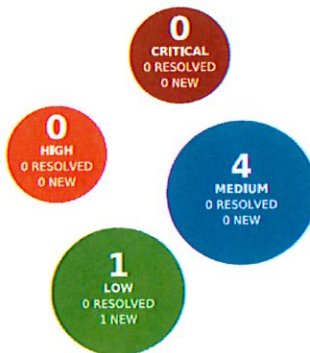 0
CRITICAL
0 RESOLVED
0 NEW
0
HIGH
0 RESOLVED
0 NEW
4
MEDIUM
0 RESOLVED
0 NEW
1
LOW
0 RESOLVED
1 NEW